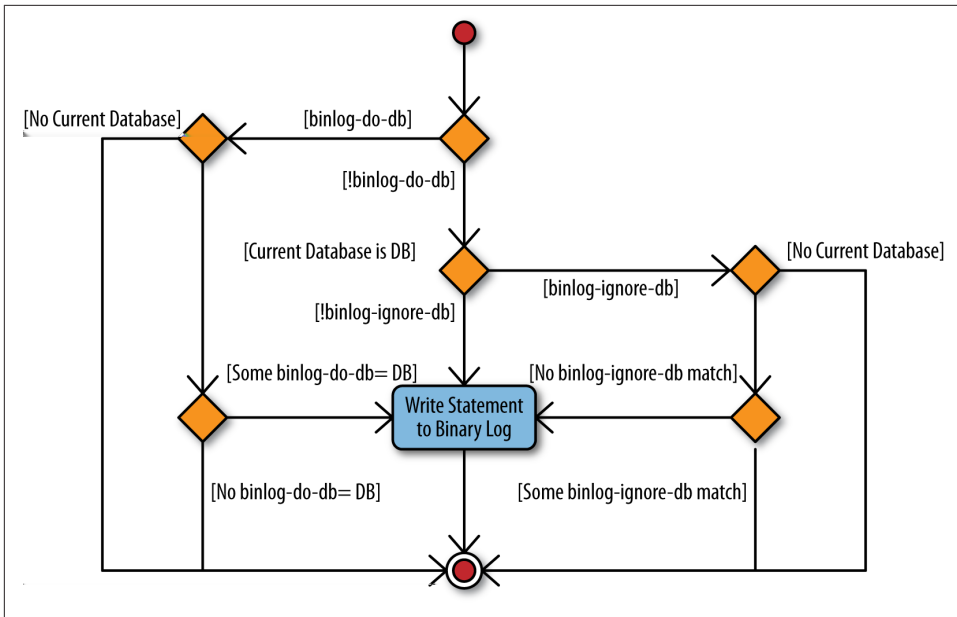 [No Current Database]
[binlog-do-db]
[!binlog-do-db]
[Current Database is DB]
[No Current Database]
[binlog-ignore-db]
[!binlog-ignore-db]
[Some binlog-do-db= DB]
[No binlog-ignore-db match]
Write Statement
to Binary Log
[No binlog-do-db= DB]
[Some binlog-ignore-db match]